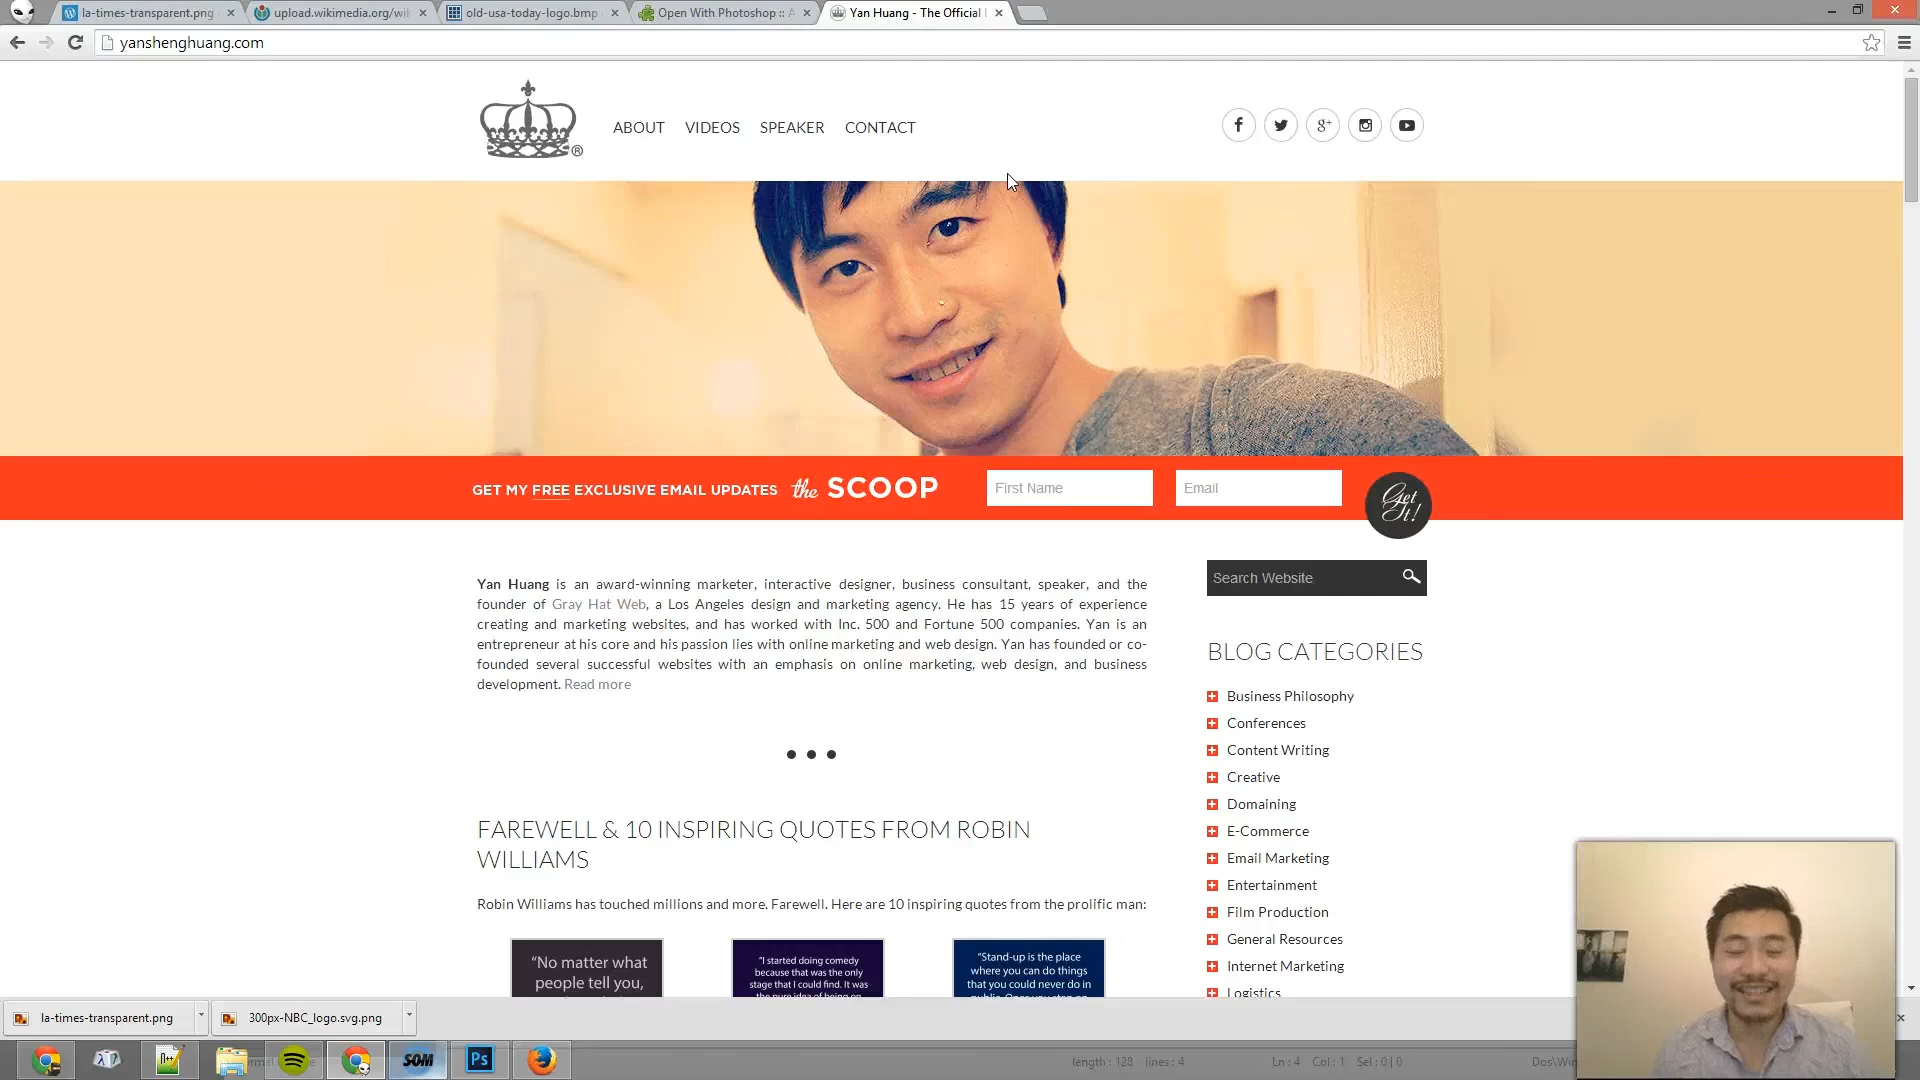 la-times-transparent.png
upload.wikimedia.org/wik
old-usa-today-logo.bmp
Open With Photoshop :: A
Yan Huang - The Official
yanshenghuang.com
®
ABOUT
VIDEOS
SPEAKER
CONTACT
GET MY FREE EXCLUSIVE EMAIL UPDATES the SCOOP
First Name
Email
Get It!
Yan Huang is an award-winning marketer, interactive designer, business consultant, speaker, and the
founder of Gray Hat Web, a Los Angeles design and marketing agency. He has 15 years of experience
creating and marketing websites, and has worked with Inc. 500 and Fortune 500 companies. Yan is an
entrepreneur at his core and his passion lies with online marketing and web design. Yan has founded or co-
founded several successful websites with an emphasis on online marketing, web design, and business
development. Read more
FAREWELL & 10 INSPIRING QUOTES FROM ROBIN
WILLIAMS
Robin Williams has touched millions and more. Farewell. Here are 10 inspiring quotes from the prolific man:
“No matter what
people tell you,
“I started doing comedy
because that was the only
stage that I could find. It was
the pure idea of being on
“Stand-up is the place
where you can do things
that you could never do in
Search Website
BLOG CATEGORIES
Business Philosophy
Conferences
Content Writing
Creative
Domaining
E-Commerce
Email Marketing
Entertainment
Film Production
General Resources
Internet Marketing
Logistics
la-times-transparent.png
300px-NBC_logo.svg.png
SOM
Ps
length : 128 lines : 4
Ln : 4 Col : 1 Sel : 0 | 0
Dos\Win